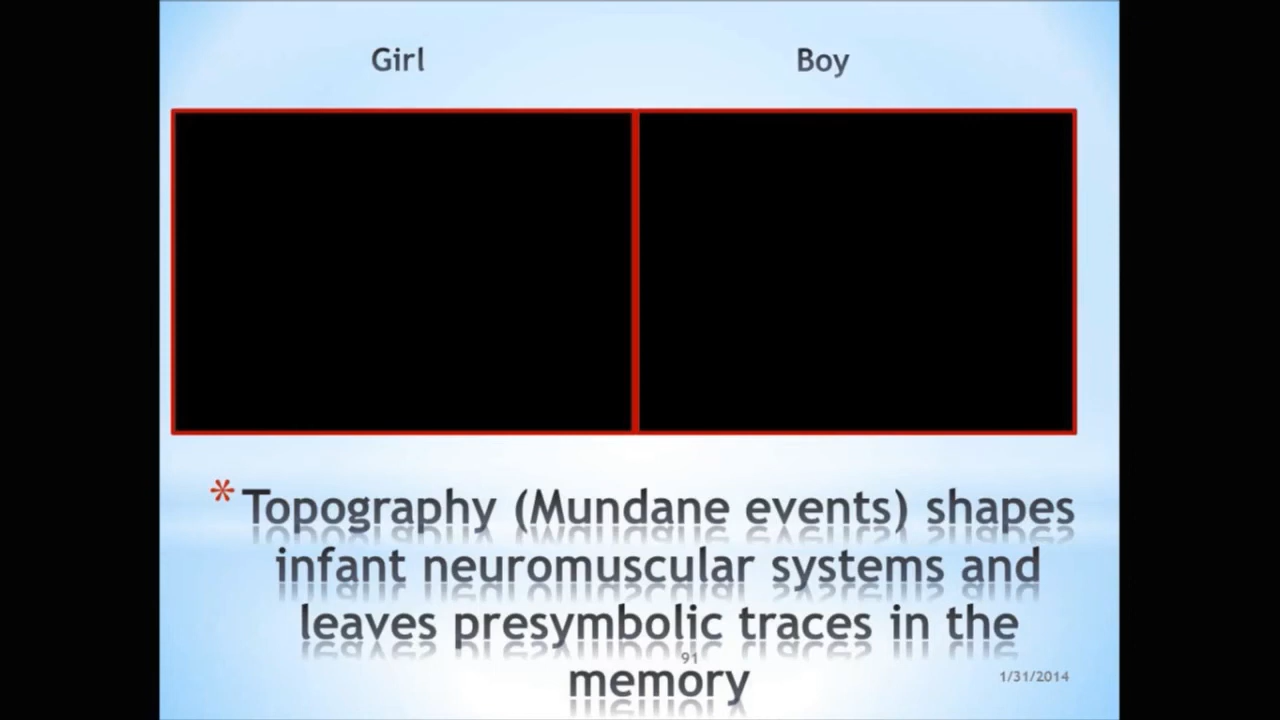 Girl
Boy
* Topography (Mundane events) shapes
infant neuromuscular systems and
leaves presymbolic traces in the
memory
91
1/31/2014